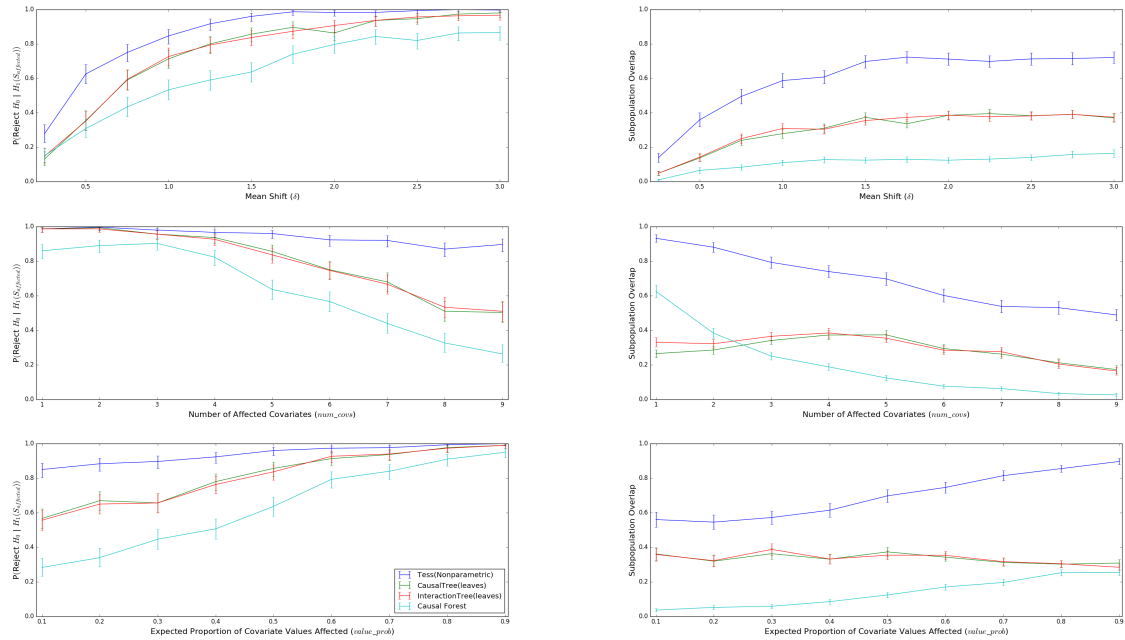 P(Reject H₀ | H₁(S_affected))
1.0
0.8
0.6
0.4
0.2
0.0
0.5 1.0 1.5 2.0 2.5 3.0
Mean Shift (δ)
Subpopulation Overlap
1.0
0.8
0.6
0.4
0.2
0.0
0.5 1.0 1.5 2.0 2.5 3.0
Mean Shift (δ)
P(Reject H₀ | H₁(S_affected))
1.0
0.8
0.6
0.4
0.2
0.0
1 2 3 4 5 6 7 8 9
Number of Affected Covariates (num_covs)
Subpopulation Overlap
1.0
0.8
0.6
0.4
0.2
0.0
1 2 3 4 5 6 7 8 9
Number of Affected Covariates (num_covs)
P(Reject H₀ | H₁(S_affected))
1.0
0.8
0.6
0.4
0.2
0.0
0.1 0.2 0.3 0.4 0.5 0.6 0.7 0.8 0.9
Expected Proportion of Covariate Values Affected (value_prob)
Tess(Nonparametric)
CausalTree(leaves)
InteractionTree(leaves)
Causal Forest
Subpopulation Overlap
1.0
0.8
0.6
0.4
0.2
0.0
0.1 0.2 0.3 0.4 0.5 0.6 0.7 0.8 0.9
Expected Proportion of Covariate Values Affected (value_prob)